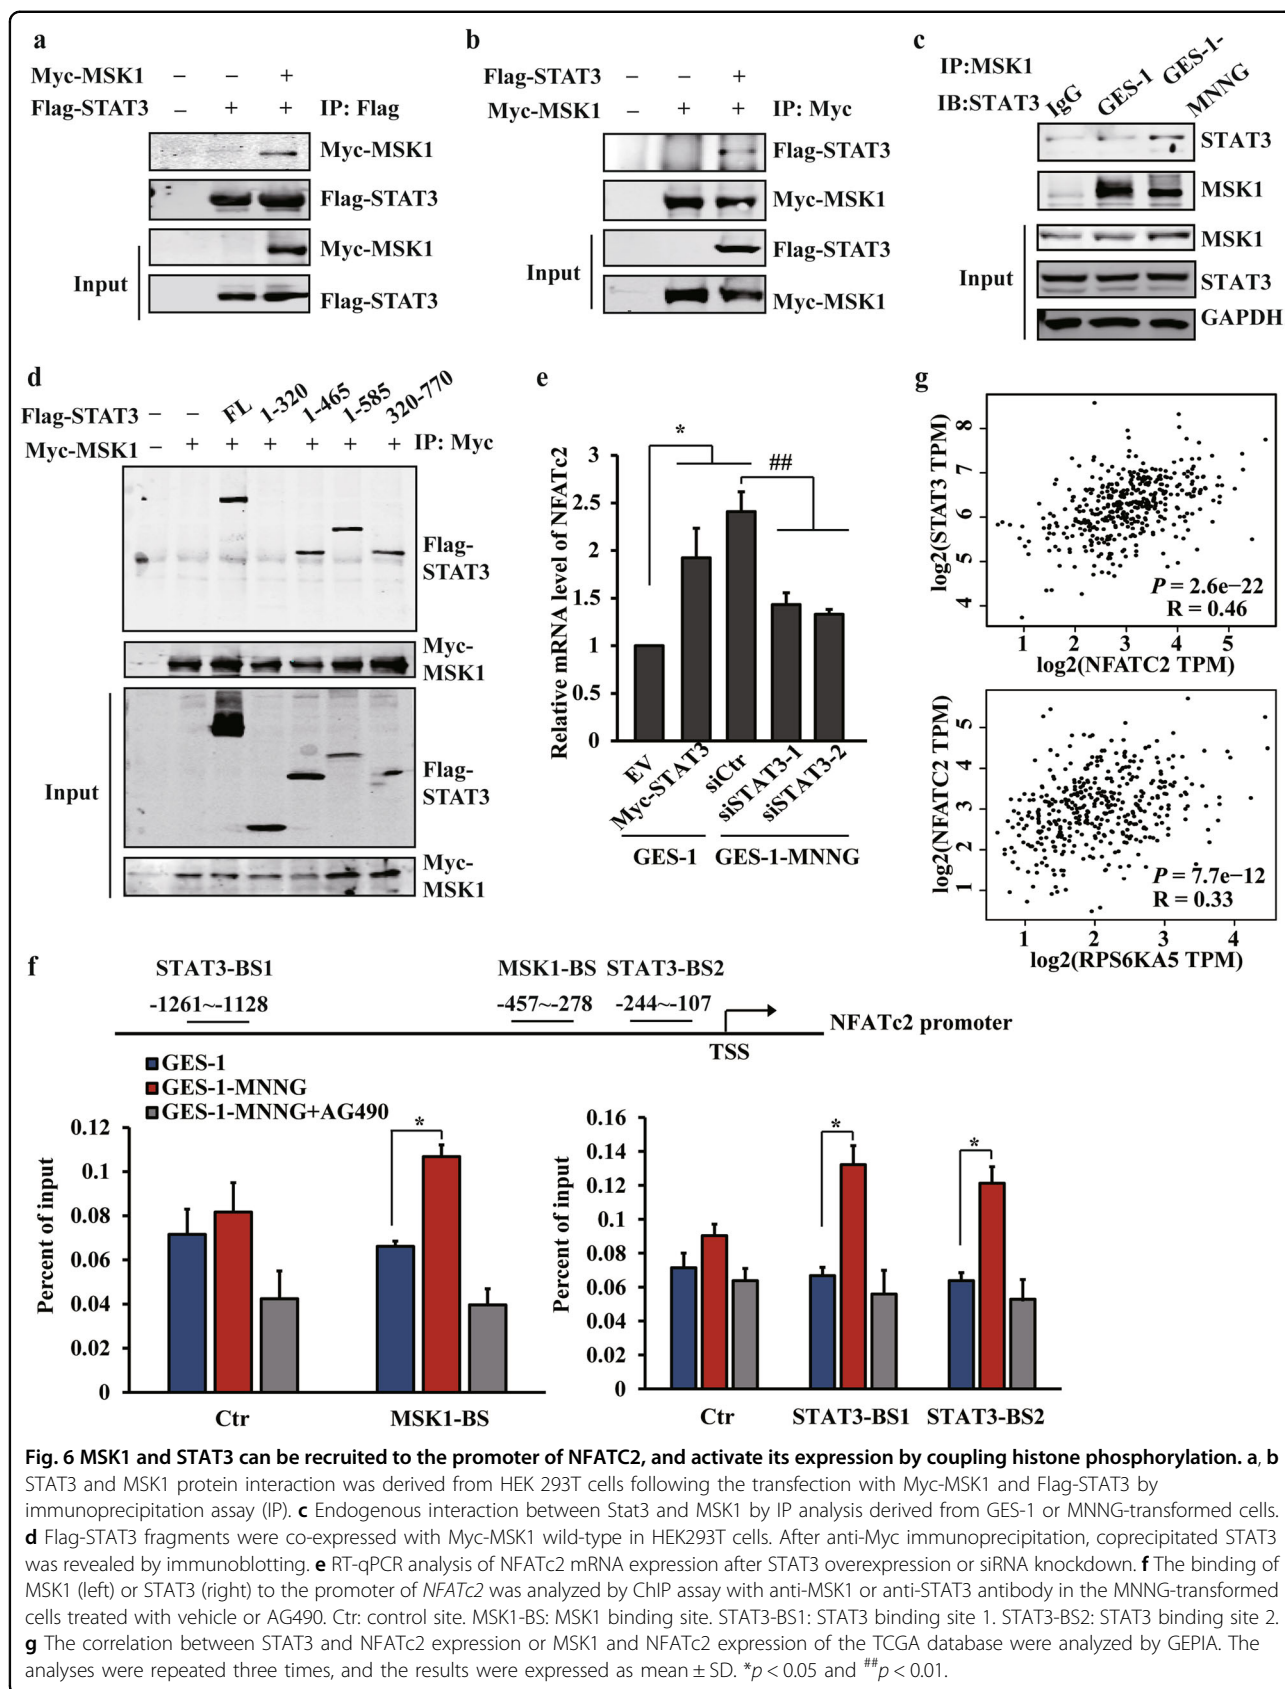 a
Myc-MSK1 – – +
Flag-STAT3 – + + IP: Flag
Myc-MSK1
Flag-STAT3
Myc-MSK1
Input
Flag-STAT3
b
Flag-STAT3 – – +
Myc-MSK1 – + + IP: Myc
Flag-STAT3
Myc-MSK1
Flag-STAT3
Input
Myc-MSK1
c
IP:MSK1
IB:STAT3
IgG GES-1 GES-1-MNNG
STAT3
MSK1
MSK1
Input
STAT3
GAPDH
d
Flag-STAT3 – – FL 1-320 1-465 1-585 320-770
Myc-MSK1 – + + + + + + IP: Myc
Flag-STAT3
Myc-MSK1
Flag-STAT3
Input
Myc-MSK1
e
Relative mRNA level of NFATc2
3
2.5
2
1.5
1
0.5
0
* ##
EV Myc-STAT3 siCtr siSTAT3-1 siSTAT3-2
GES-1 GES-1-MNNG
g
log2(STAT3 TPM)
8
7
6
5
4
P = 2.6e−22
R = 0.46
1 2 3 4 5
log2(NFATC2 TPM)
log2(NFATC2 TPM)
5
4
3
2
1
P = 7.7e−12
R = 0.33
1 2 3 4
log2(RPS6KA5 TPM)
f
STAT3-BS1 MSK1-BS STAT3-BS2
-1261~-1128 -457~-278 -244~-107
NFATc2 promoter
TSS
GES-1
GES-1-MNNG
GES-1-MNNG+AG490
Percent of input
0.12
0.1
0.08
0.06
0.04
0.02
0
*
Ctr MSK1-BS
Percent of input
0.16
0.14
0.12
0.1
0.08
0.06
0.04
0.02
0
* *
Ctr STAT3-BS1 STAT3-BS2
Fig. 6 MSK1 and STAT3 can be recruited to the promoter of NFATC2, and activate its expression by coupling histone phosphorylation. a, b
STAT3 and MSK1 protein interaction was derived from HEK 293T cells following the transfection with Myc-MSK1 and Flag-STAT3 by
immunoprecipitation assay (IP). c Endogenous interaction between Stat3 and MSK1 by IP analysis derived from GES-1 or MNNG-transformed cells.
d Flag-STAT3 fragments were co-expressed with Myc-MSK1 wild-type in HEK293T cells. After anti-Myc immunoprecipitation, coprecipitated STAT3
was revealed by immunoblotting. e RT-qPCR analysis of NFATc2 mRNA expression after STAT3 overexpression or siRNA knockdown. f The binding of
MSK1 (left) or STAT3 (right) to the promoter of NFATc2 was analyzed by ChIP assay with anti-MSK1 or anti-STAT3 antibody in the MNNG-transformed
cells treated with vehicle or AG490. Ctr: control site. MSK1-BS: MSK1 binding site. STAT3-BS1: STAT3 binding site 1. STAT3-BS2: STAT3 binding site 2.
g The correlation between STAT3 and NFATc2 expression or MSK1 and NFATc2 expression of the TCGA database were analyzed by GEPIA. The
analyses were repeated three times, and the results were expressed as mean ± SD. *p < 0.05 and ##p < 0.01.